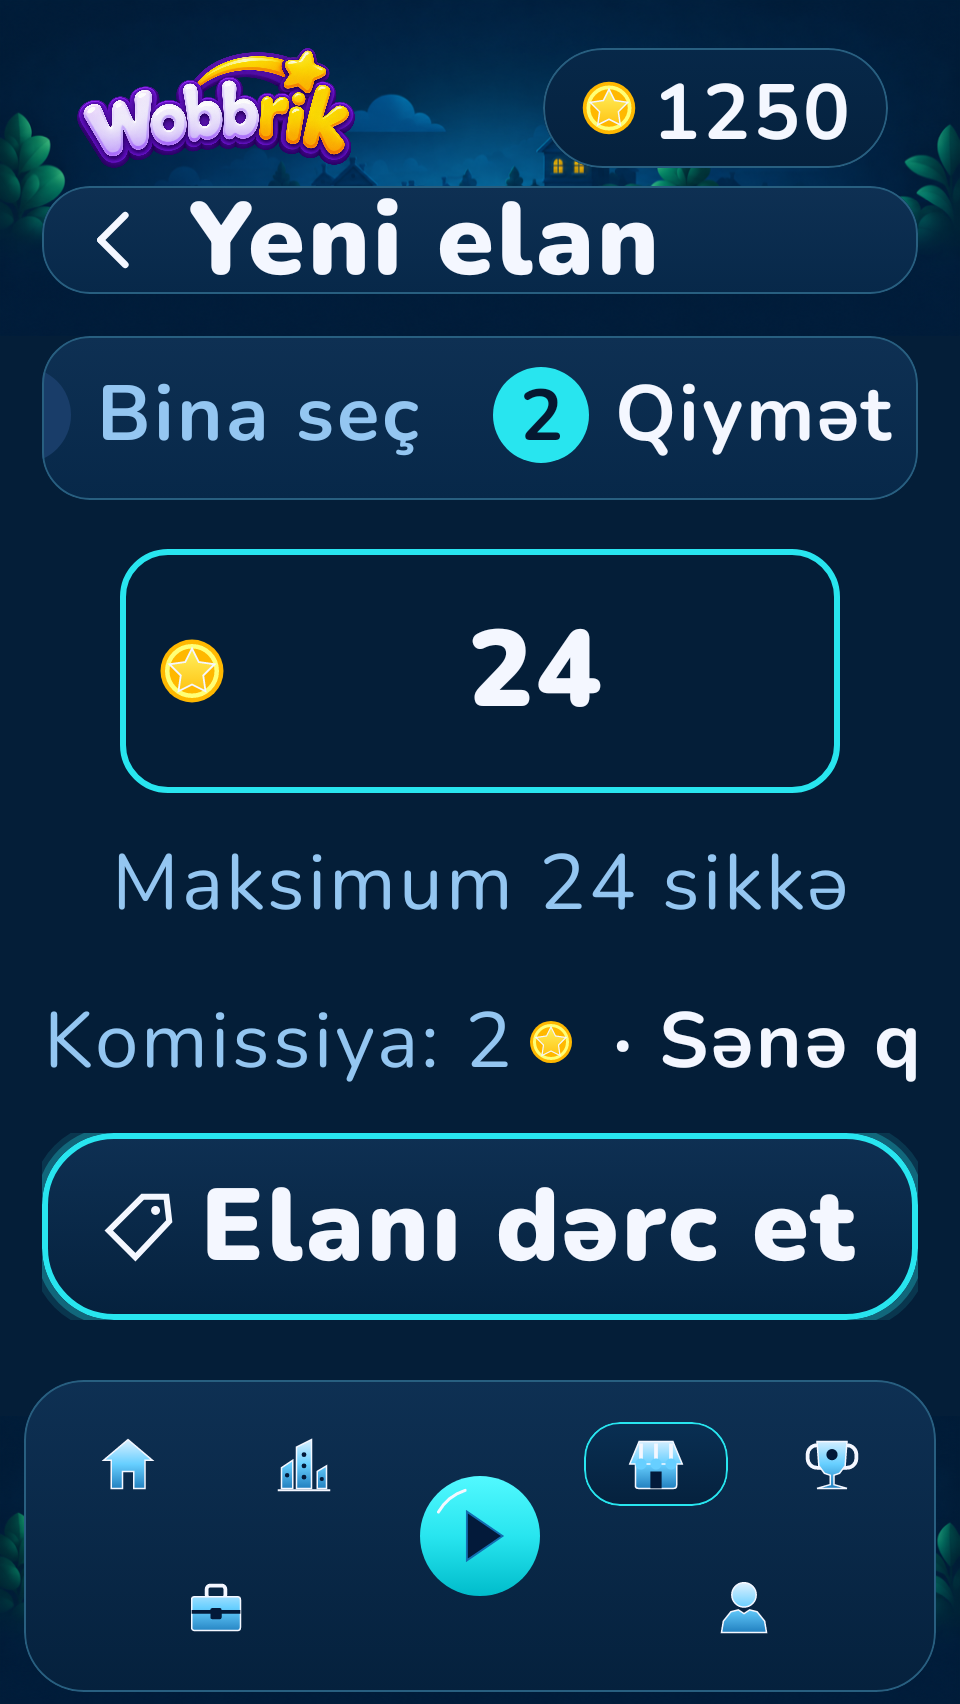 Wobbrik
1250
Yeni elan
Bina seç 2 Qiymət
24
Maksimum 24 sikkə
Komissiya: 2 · Sənə q
Elanı dərc et